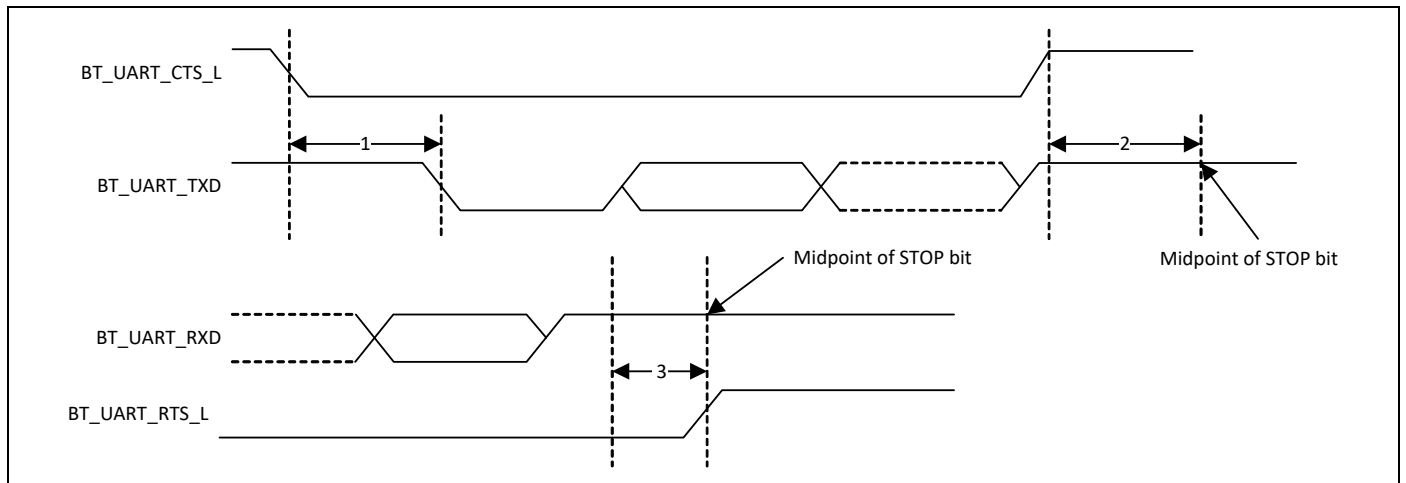 BT_UART_CTS_L
1
2
BT_UART_TXD
Midpoint of STOP bit
Midpoint of STOP bit
BT_UART_RXD
3
BT_UART_RTS_L